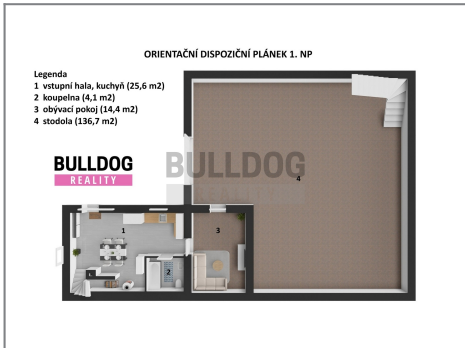 ORIENTAČNÍ DISPOZIČNÍ PLÁNEK 1. NP
Legenda
1 vstupní hala, kuchyň (25,6 m2)
2 koupelna (4,1 m2)
3 obývací pokoj (14,4 m2)
4 stodola (136,7 m2)
BULLDOG
REALITY
BULLDOG
4
1
3
2